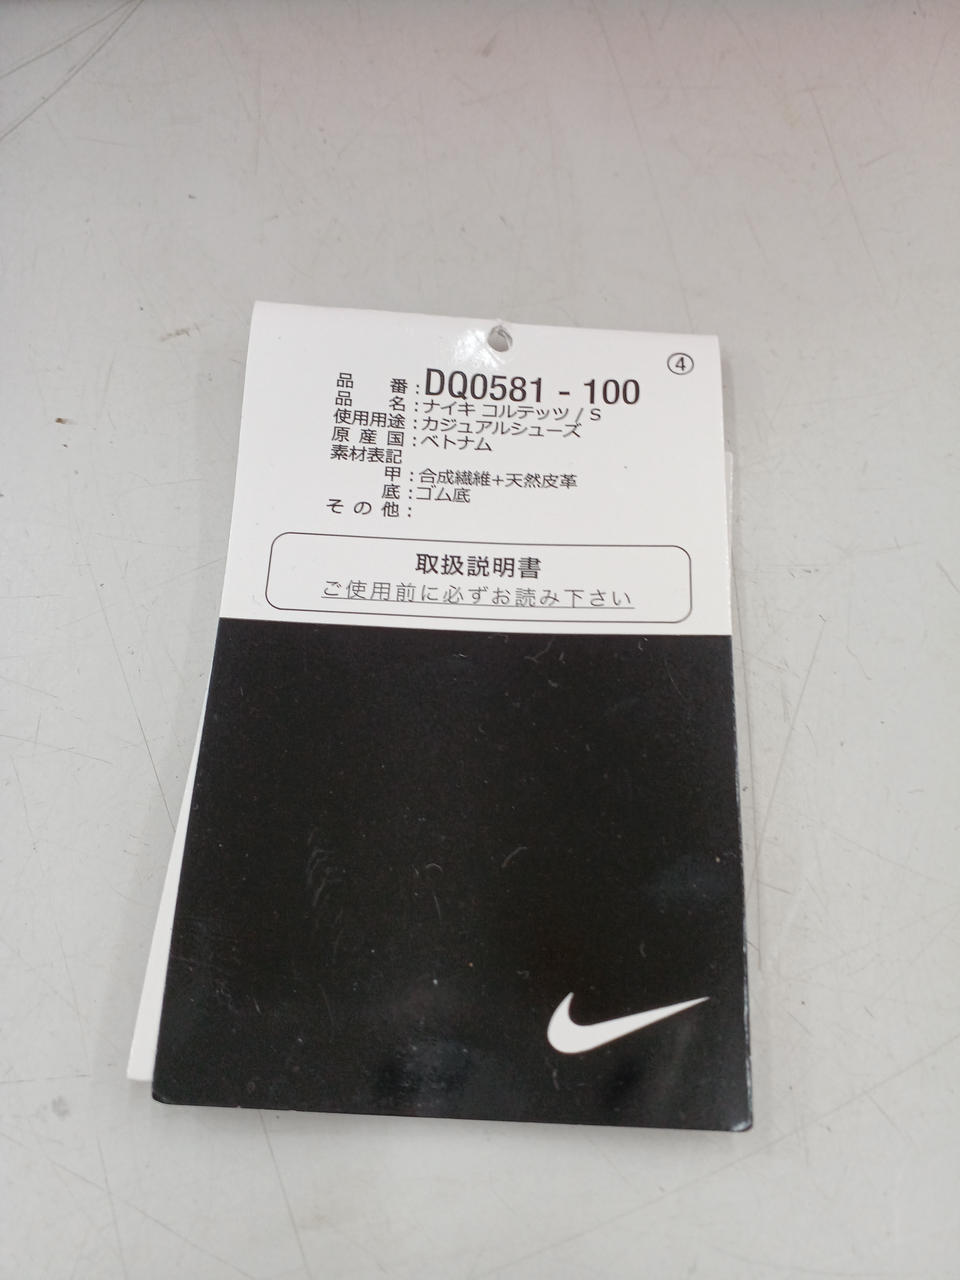 ④
品 番 : DQ0581 - 100
品 名 : ナイキ コルテッツ / S
使用用途 : カジュアルシューズ
原 産 国 : ベトナム
素材表記
甲 : 合成繊維+天然皮革
底 : ゴム底
そ の 他 :
取扱説明書
ご使用前に必ずお読み下さい